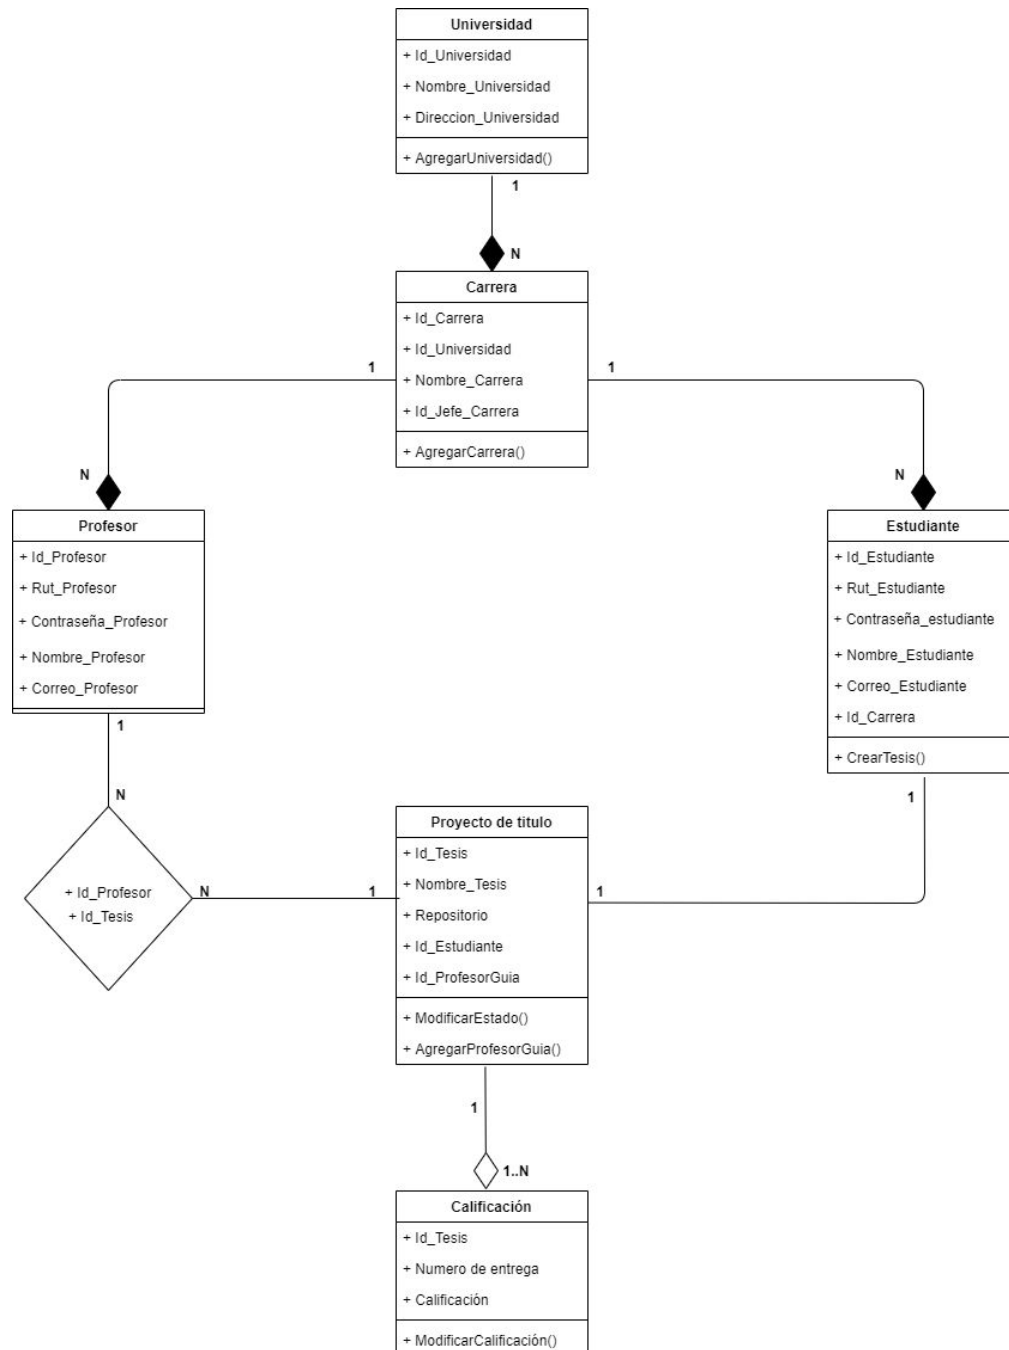 Universidad
+ Id_Universidad
+ Nombre_Universidad
+ Direccion_Universidad
+ AgregarUniversidad()
1
N
Carrera
+ Id_Carrera
+ Id_Universidad
+ Nombre_Carrera
+ Id_Jefe_Carrera
+ AgregarCarrera()
1
1
N
N
Profesor
+ Id_Profesor
+ Rut_Profesor
+ Contraseña_Profesor
+ Nombre_Profesor
+ Correo_Profesor
1
N
Estudiante
+ Id_Estudiante
+ Rut_Estudiante
+ Contraseña_estudiante
+ Nombre_Estudiante
+ Correo_Estudiante
+ Id_Carrera
+ CrearTesis()
1
+ Id_Profesor
+ Id_Tesis
N
1
Proyecto de titulo
+ Id_Tesis
+ Nombre_Tesis
+ Repositorio
+ Id_Estudiante
+ Id_ProfesorGuia
+ ModificarEstado()
+ AgregarProfesorGuia()
1
1
1..N
Calificación
+ Id_Tesis
+ Numero de entrega
+ Calificación
+ ModificarCalificación()